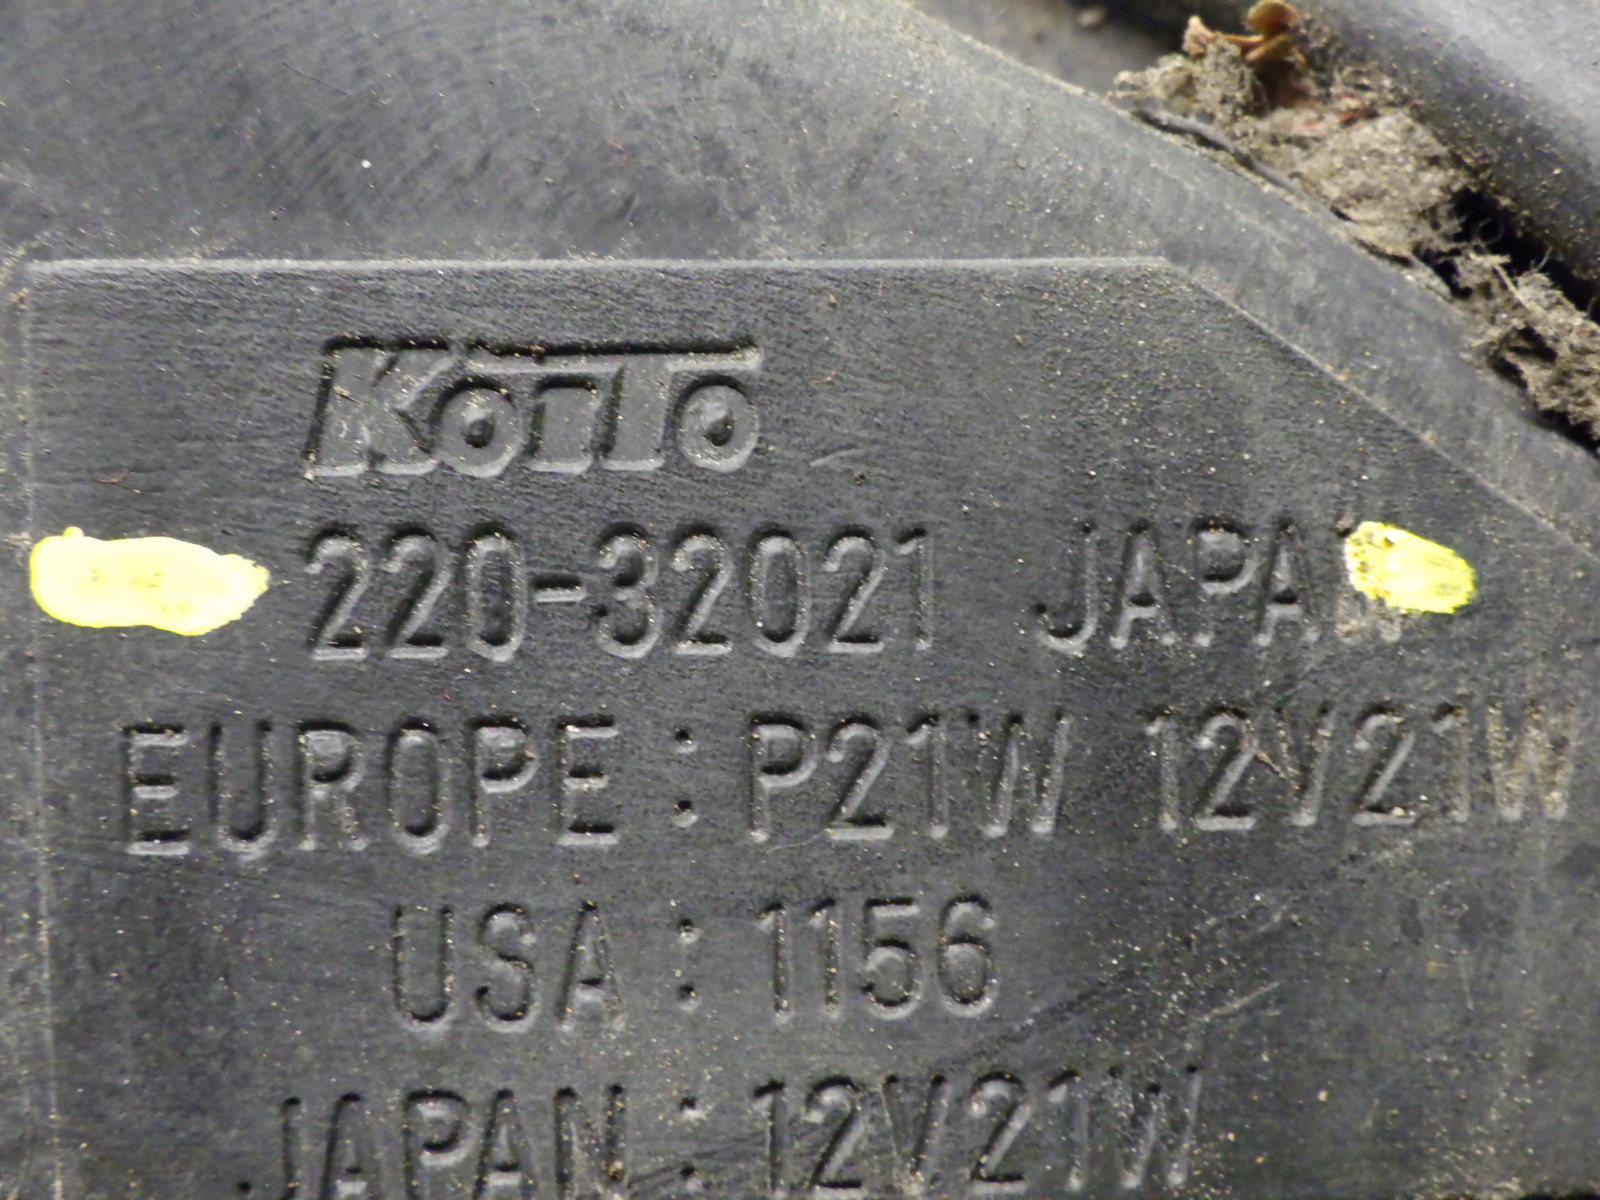 KOITO
220-32021 JAPAN
EUROPE : P21W 12V21W
USA : 1156
JAPAN : 12V21W